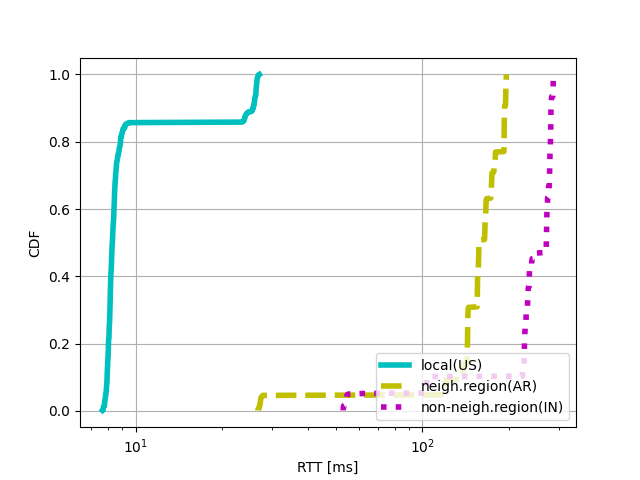 1.0
0.8
0.6
0.4
0.2
0.0
CDF
local(US)
neigh.region(AR)
non-neigh.region(IN)
10¹
10²
RTT [ms]